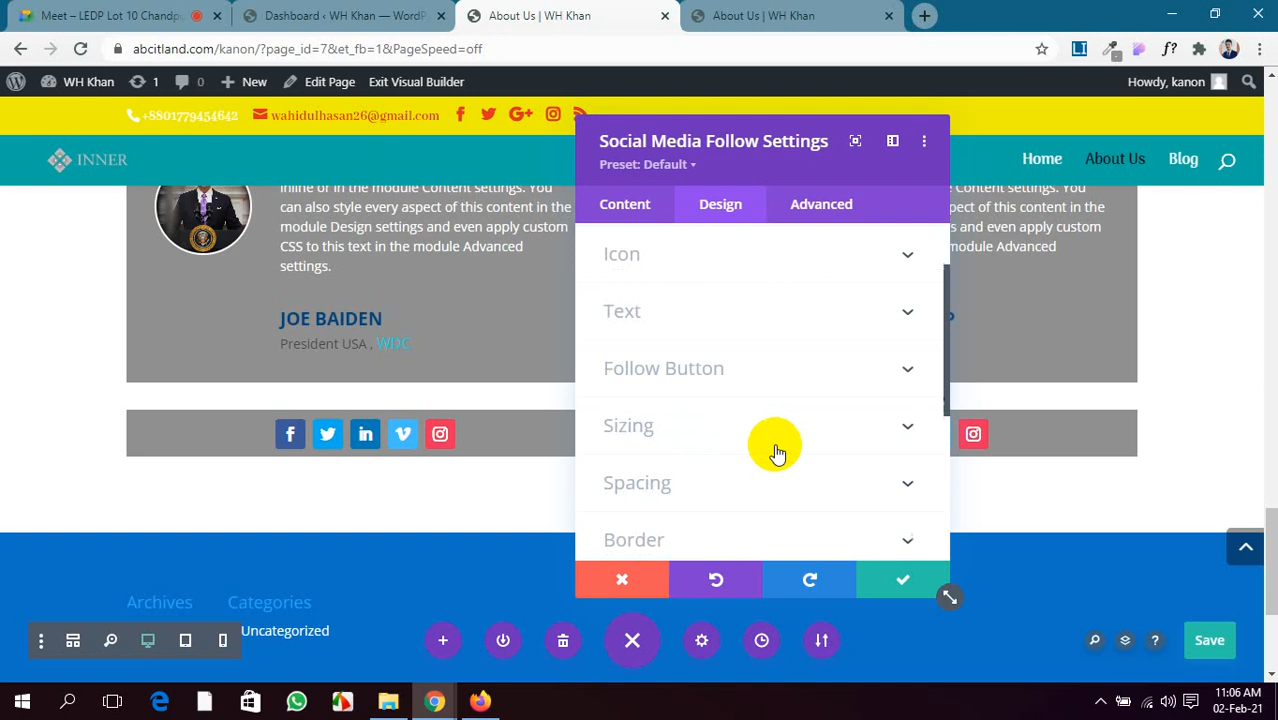 Meet – LEDP Lot 10 Chandp
Dashboard ‹ WH Khan — WordP
About Us | WH Khan
About Us | WH Khan
abcitland.com/kanon/?page_id=7&et_fb=1&PageSpeed=off
WH Khan
1
0
New
Edit Page
Exit Visual Builder
Howdy, kanon
+8801779454642
wahidulhasan26@gmail.com
INNER
Home
About Us
Blog
Social Media Follow Settings
Preset: Default
Content
Design
Advanced
inline or in the module Content settings. You
can also style every aspect of this content in the
module Design settings and even apply custom
CSS to this text in the module Advanced
settings.
JOE BAIDEN
President USA , WDC
ontent settings. You
spect of this content in
nd even apply custom
module Advanced
Icon
Text
Follow Button
Sizing
Spacing
Border
Archives
Categories
Uncategorized
Save
11:06 AM
02-Feb-21